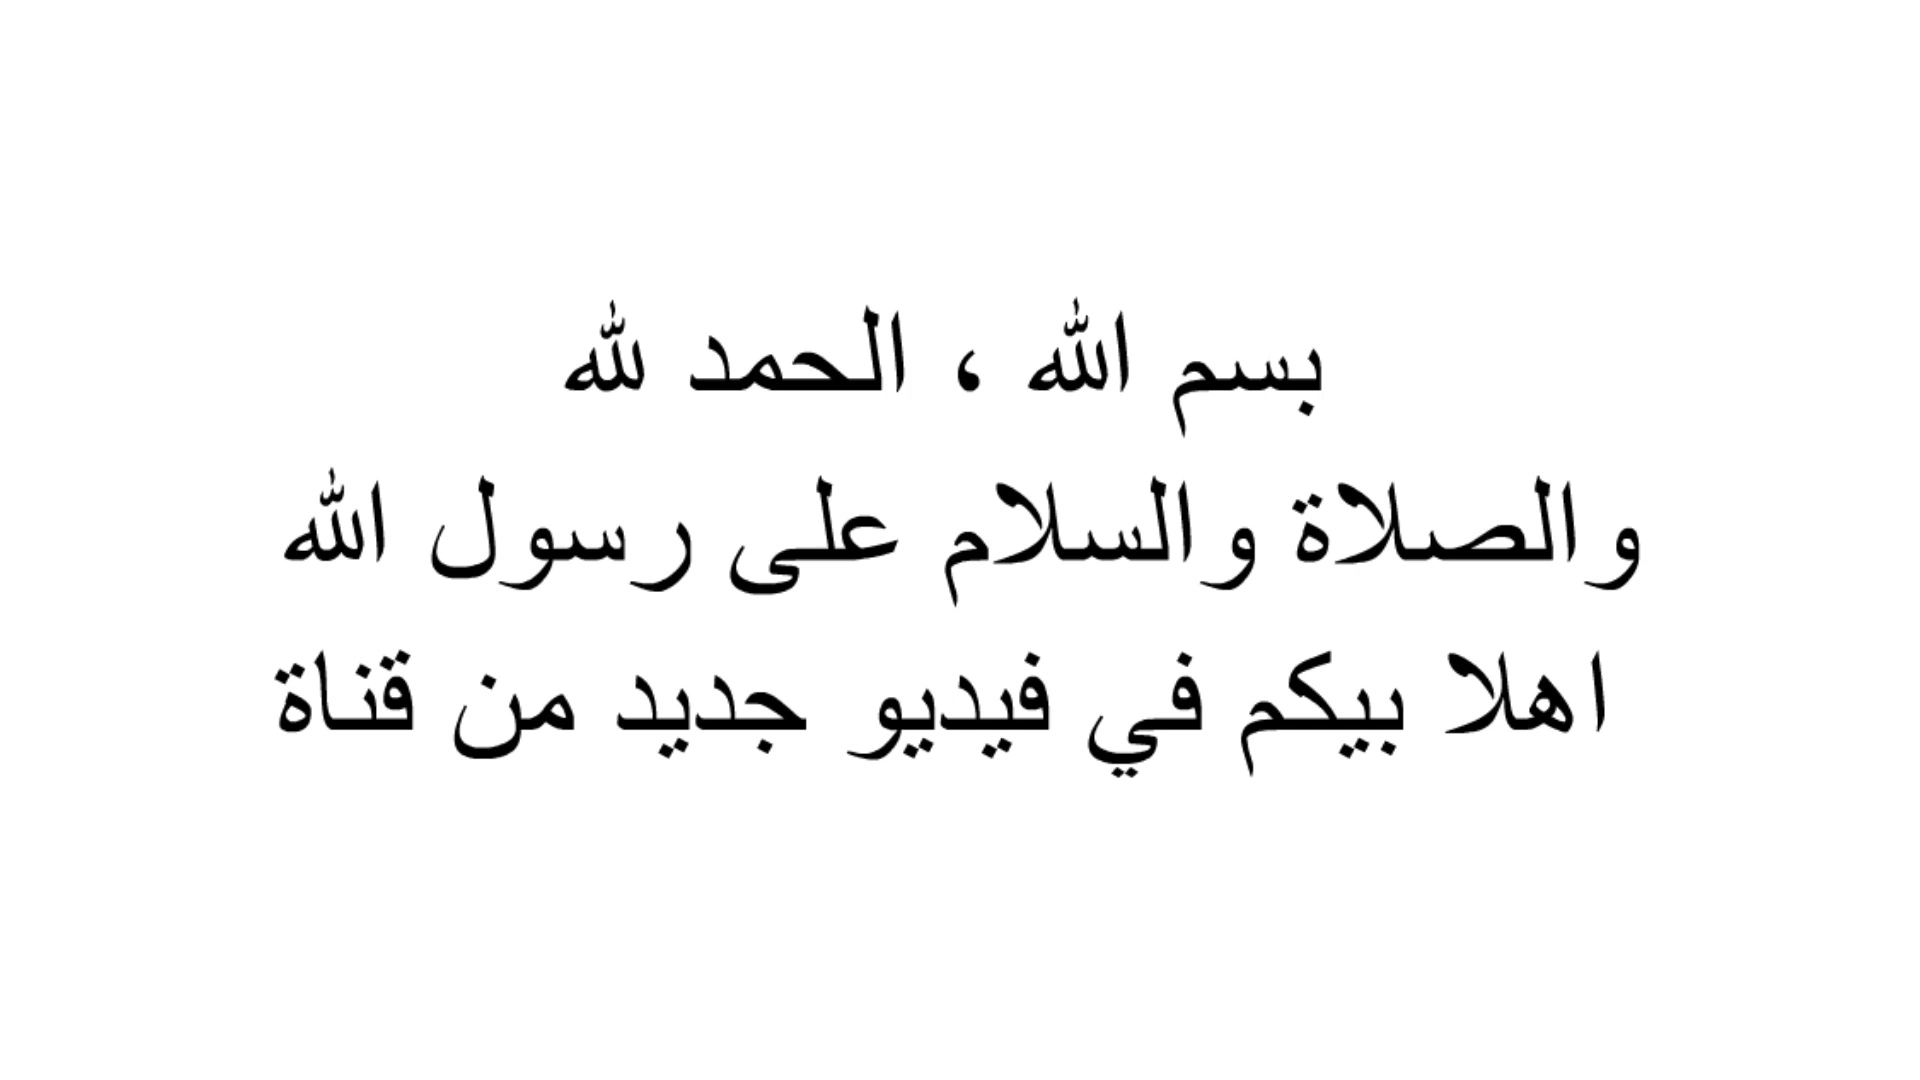 بسم الله ، الحمد لله
والصلاة والسلام على رسول الله
اهلا بيكم في فيديو جديد من قناة